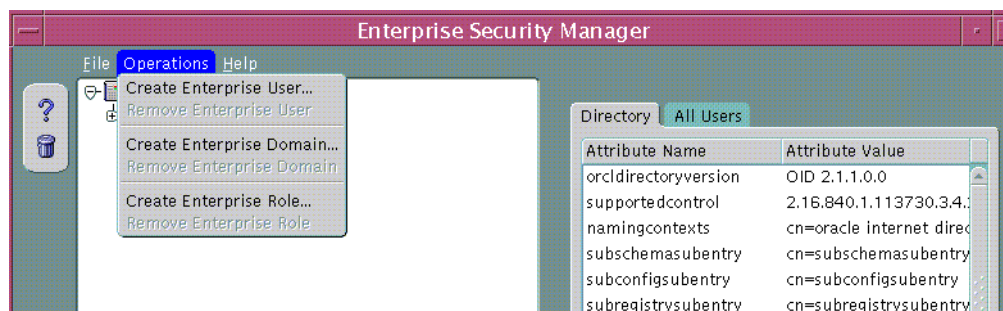 Enterprise Security Manager
File Operations Help
Create Enterprise User...
Remove Enterprise User
Create Enterprise Domain...
Remove Enterprise Domain
Create Enterprise Role...
Remove Enterprise Role
?
Directory All Users
Attribute Name Attribute Value
orcldirectoryversion OID 2.1.1.0.0
supportedcontrol 2.16.840.1.113730.3.4.
namingcontexts cn=oracle internet direc
subschemasubentry cn=subschemasubentry
subconfigsubentry cn=subconfigsubentry
subregistrysubentry cn=subregistrysubentry